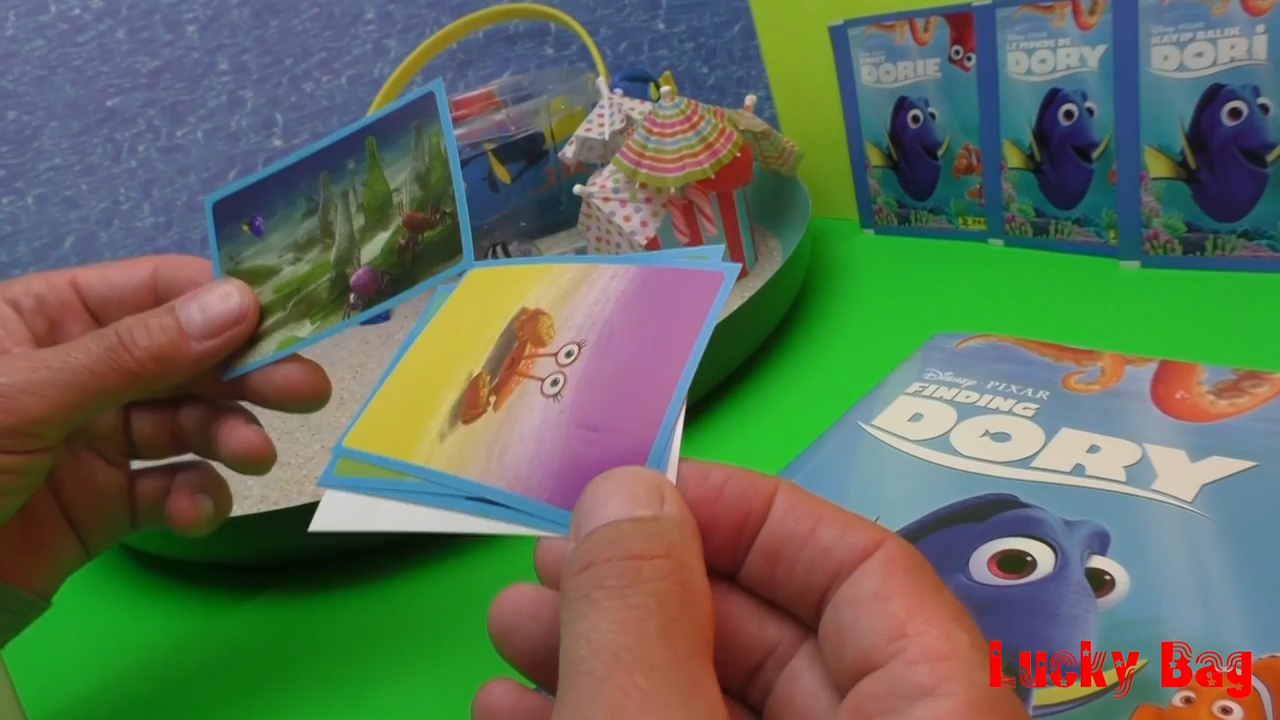 DORIE
LE MONDE DE
DORY
KAYIP BALIK
DORİ
Disney PIXAR
FINDING
DORY
Lucky Bag